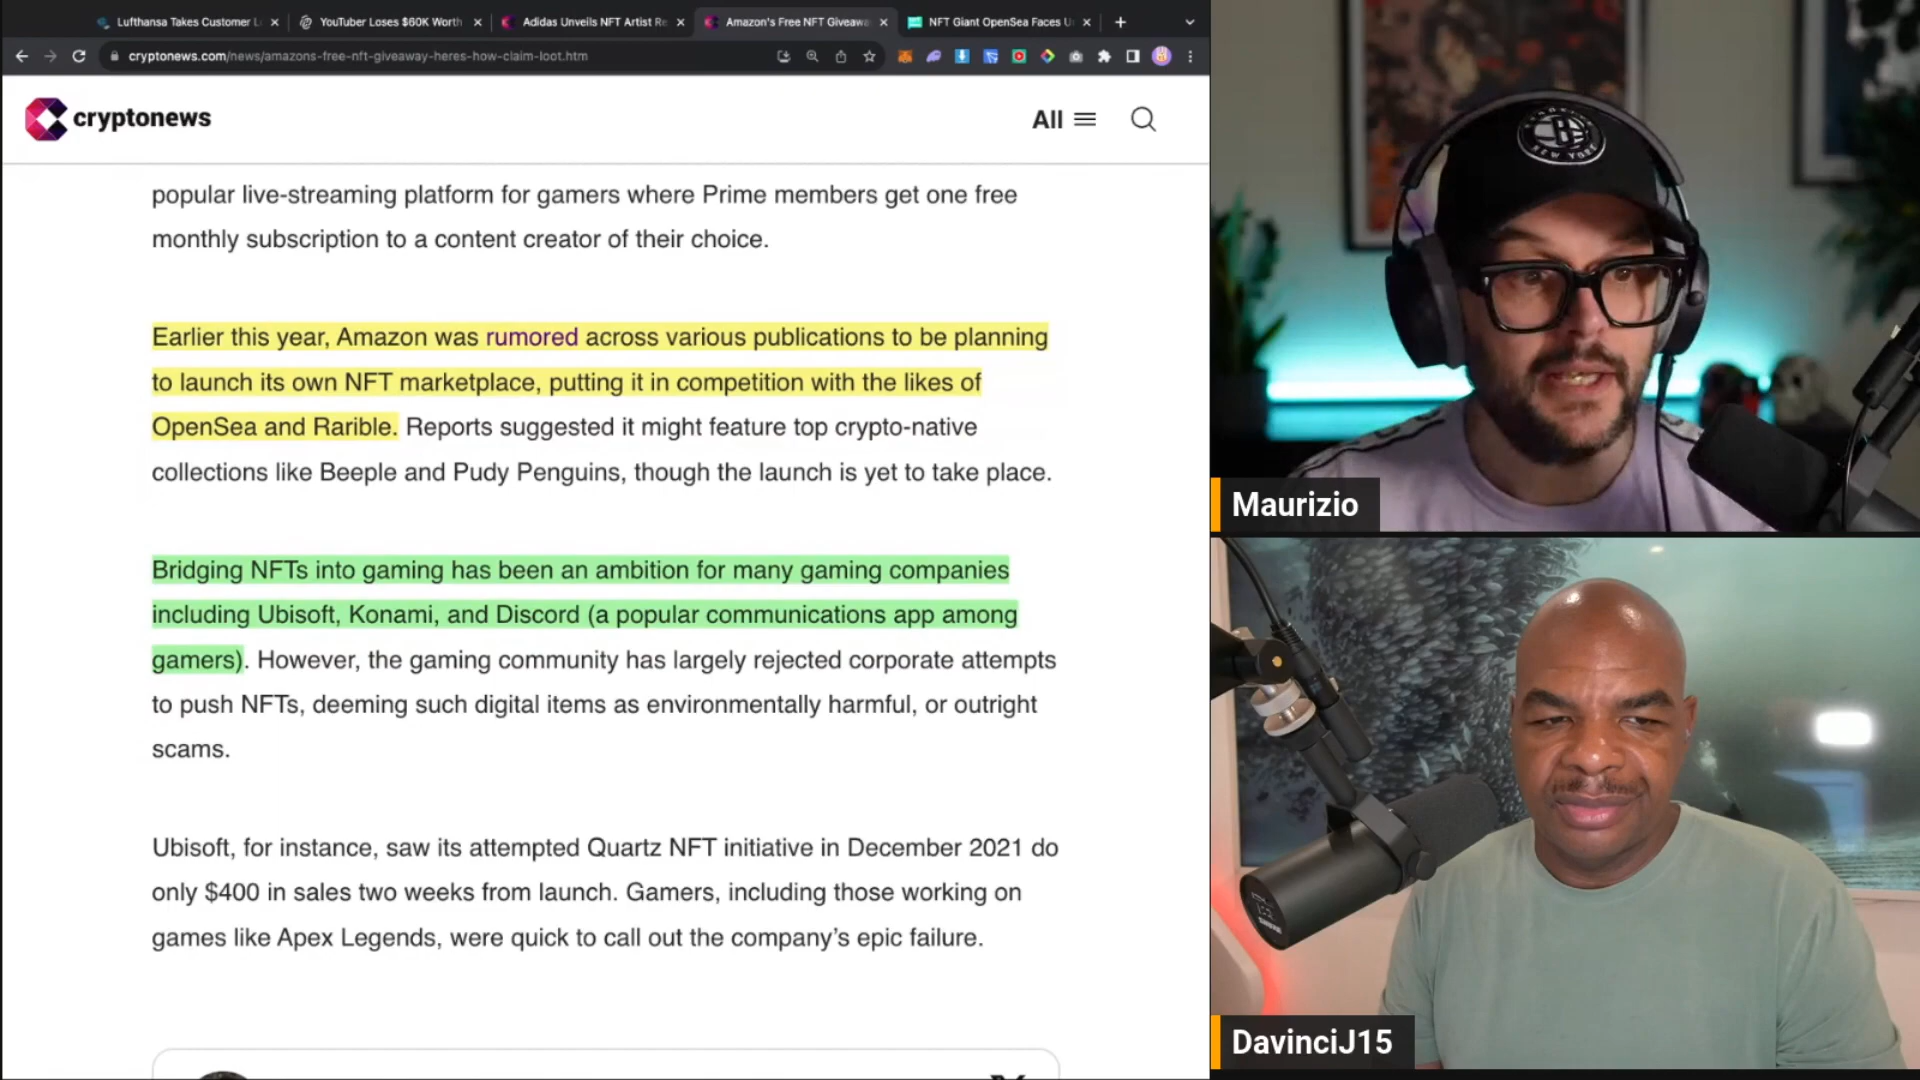 Lufthansa Takes Customer L
YouTuber Loses $60K Worth
Adidas Unveils NFT Artist Re
Amazon's Free NFT Giveaw
NFT Giant OpenSea Faces U
cryptonews.com/news/amazons-free-nft-giveaway-heres-how-claim-loot.htm
cryptonews
All
popular live-streaming platform for gamers where Prime members get one free
monthly subscription to a content creator of their choice.
Earlier this year, Amazon was rumored across various publications to be planning
to launch its own NFT marketplace, putting it in competition with the likes of
OpenSea and Rarible. Reports suggested it might feature top crypto-native
collections like Beeple and Pudy Penguins, though the launch is yet to take place.
Bridging NFTs into gaming has been an ambition for many gaming companies
including Ubisoft, Konami, and Discord (a popular communications app among
gamers). However, the gaming community has largely rejected corporate attempts
to push NFTs, deeming such digital items as environmentally harmful, or outright
scams.
Ubisoft, for instance, saw its attempted Quartz NFT initiative in December 2021 do
only $400 in sales two weeks from launch. Gamers, including those working on
games like Apex Legends, were quick to call out the company's epic failure.
B
NEW YORK
Maurizio
DavinciJ15